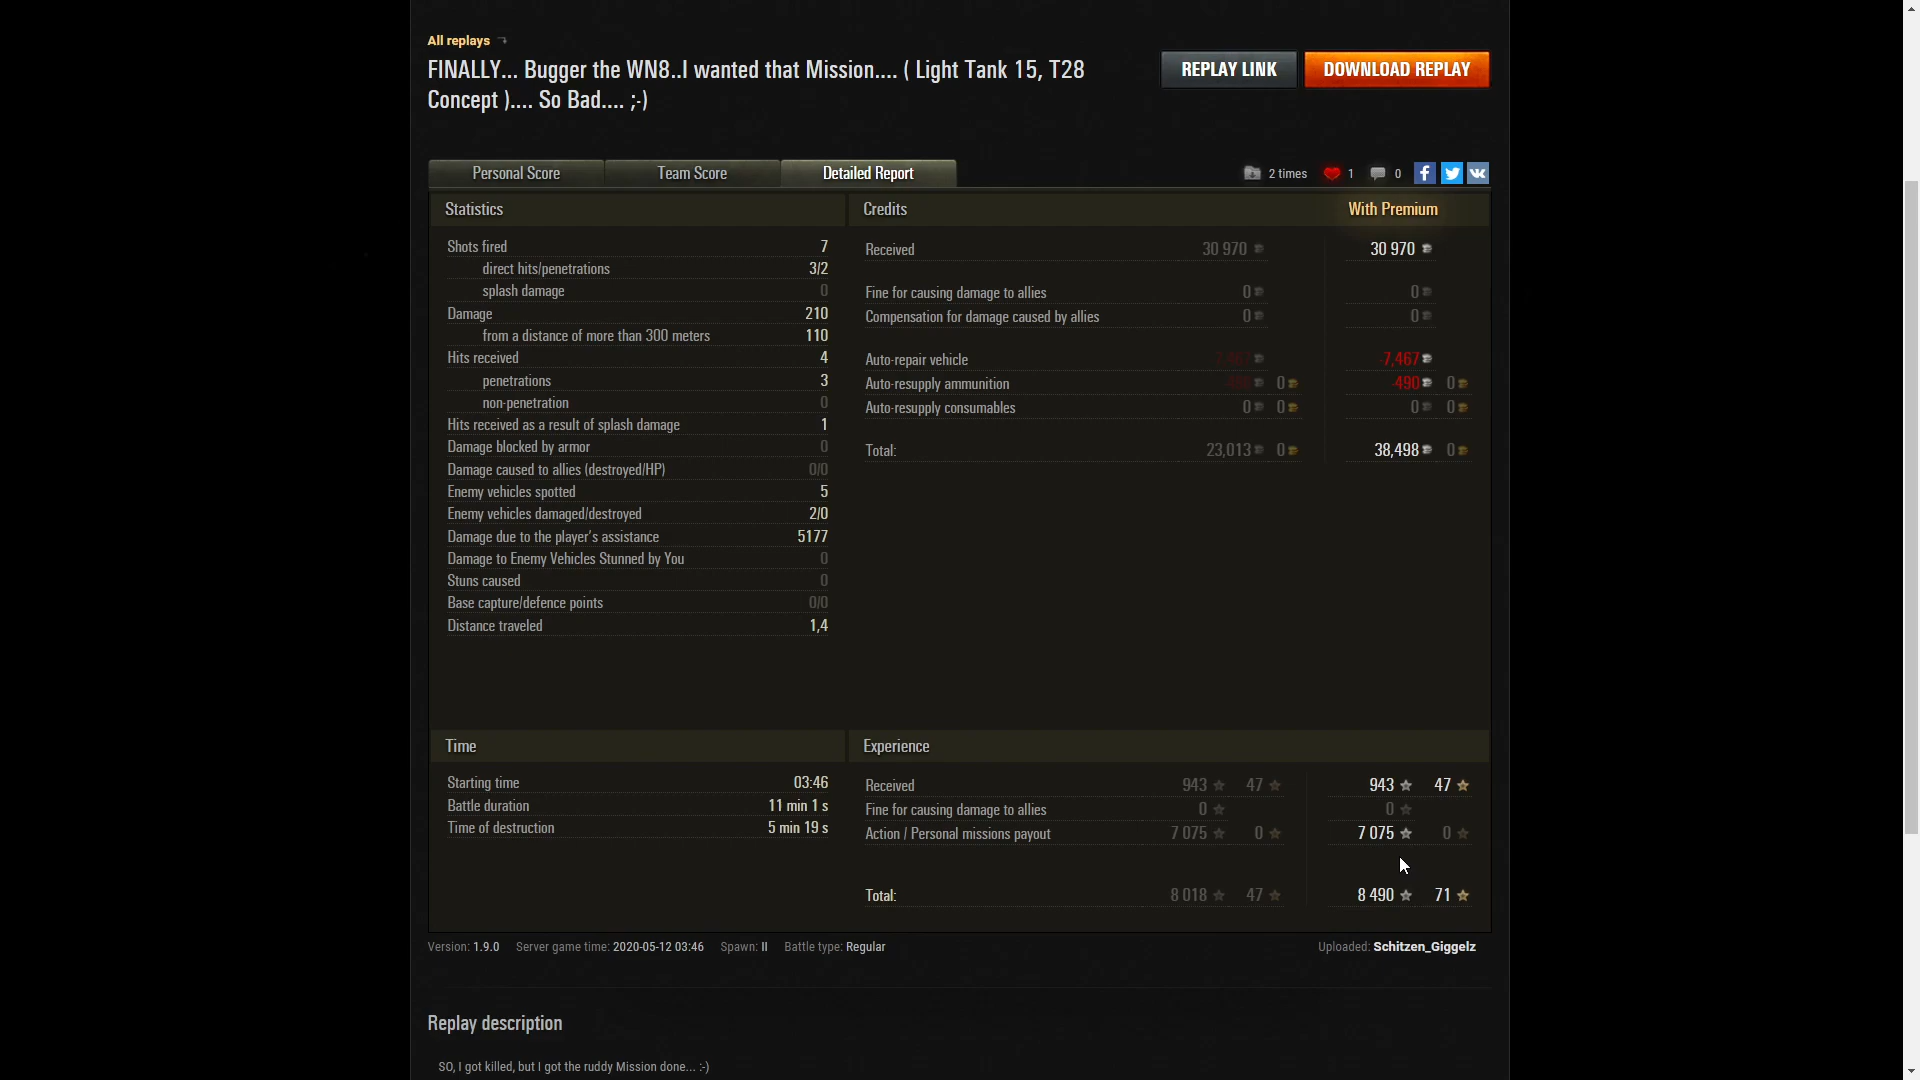 All replays
FINALLY... Bugger the WN8..I wanted that Mission.... ( Light Tank 15, T28
Concept ).... So Bad.... ;-)
REPLAY LINK
DOWNLOAD REPLAY
Personal Score
Team Score
Detailed Report
2 times
1
0
Statistics
Shots fired 7
direct hits/penetrations 3/2
splash damage 0
Damage 210
from a distance of more than 300 meters 110
Hits received 4
penetrations 3
non-penetration 0
Hits received as a result of splash damage 1
Damage blocked by armor 0
Damage caused to allies (destroyed/HP) 0/0
Enemy vehicles spotted 5
Enemy vehicles damaged/destroyed 2/0
Damage due to the player's assistance 5177
Damage to Enemy Vehicles Stunned by You 0
Stuns caused 0
Base capture/defence points 0/0
Distance traveled 1,4
Credits With Premium
Received 30 970 30 970
Fine for causing damage to allies 0 0
Compensation for damage caused by allies 0 0
Auto-repair vehicle -7,467 -7,467
Auto-resupply ammunition -490 0 -490 0
Auto-resupply consumables 0 0 0 0
Total: 23,013 0 38,498 0
Time
Starting time 03:46
Battle duration 11 min 1 s
Time of destruction 5 min 19 s
Experience
Received 943 47 943 47
Fine for causing damage to allies 0 0
Action / Personal missions payout 7 075 0 7 075 0
Total: 8 018 47 8 490 71
Version: 1.9.0 Server game time: 2020-05-12 03:46 Spawn: II Battle type: Regular
Uploaded: Schitzen_Giggelz
Replay description
SO, I got killed, but I got the ruddy Mission done... :-)